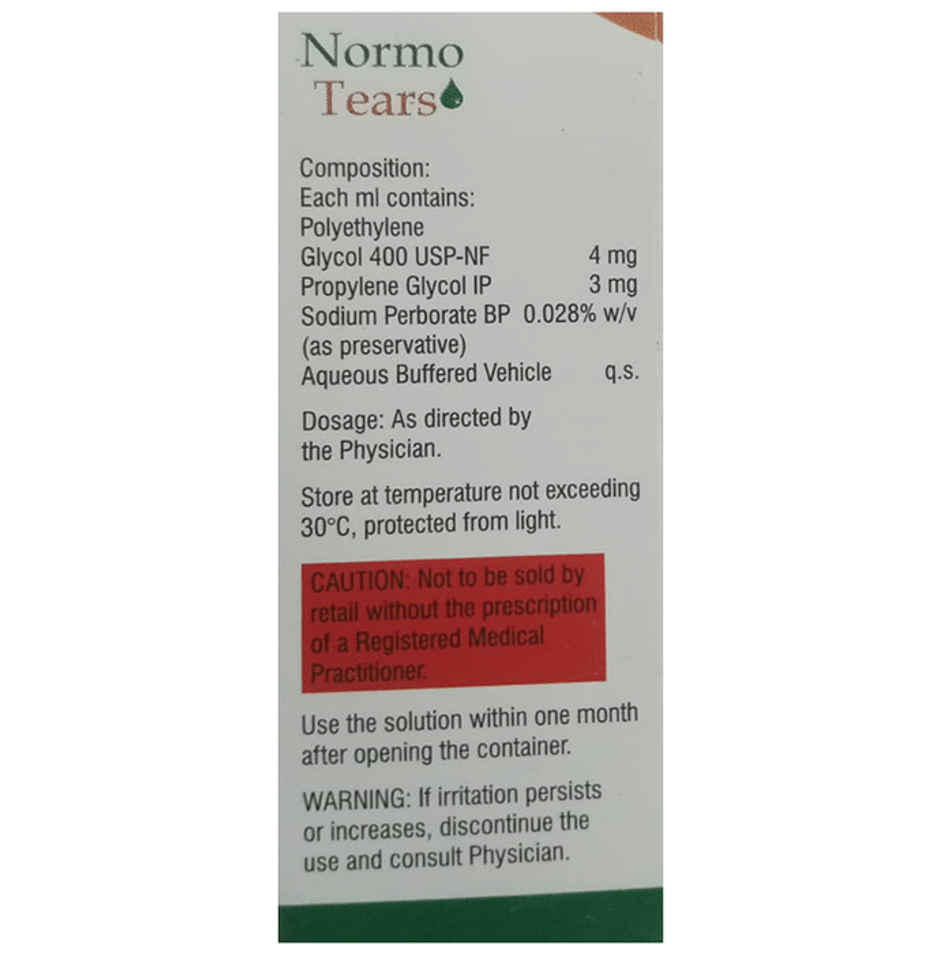 Normo
Tears
Composition:
Each ml contains:
Polyethylene
Glycol 400 USP-NF 4 mg
Propylene Glycol IP 3 mg
Sodium Perborate BP 0.028% w/v
(as preservative)
Aqueous Buffered Vehicle q.s.
Dosage: As directed by
the Physician.
Store at temperature not exceeding
30°C, protected from light.
CAUTION: Not to be sold by
retail without the prescription
of a Registered Medical
Practitioner.
Use the solution within one month
after opening the container.
WARNING: If irritation persists
or increases, discontinue the
use and consult Physician.